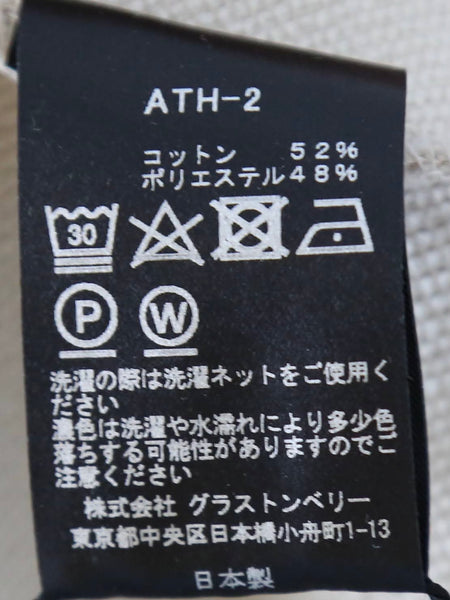 ATH-2
コットン 52%
ポリエステル48%
30
P W
洗濯の際は洗濯ネットをご使用く
ださい
濃色は洗濯や水濡れにより多少色
落ちする可能性がありますのでご
注意ください
株式会社 グラストンベリー
東京都中央区日本橋小舟町1-13
日本製